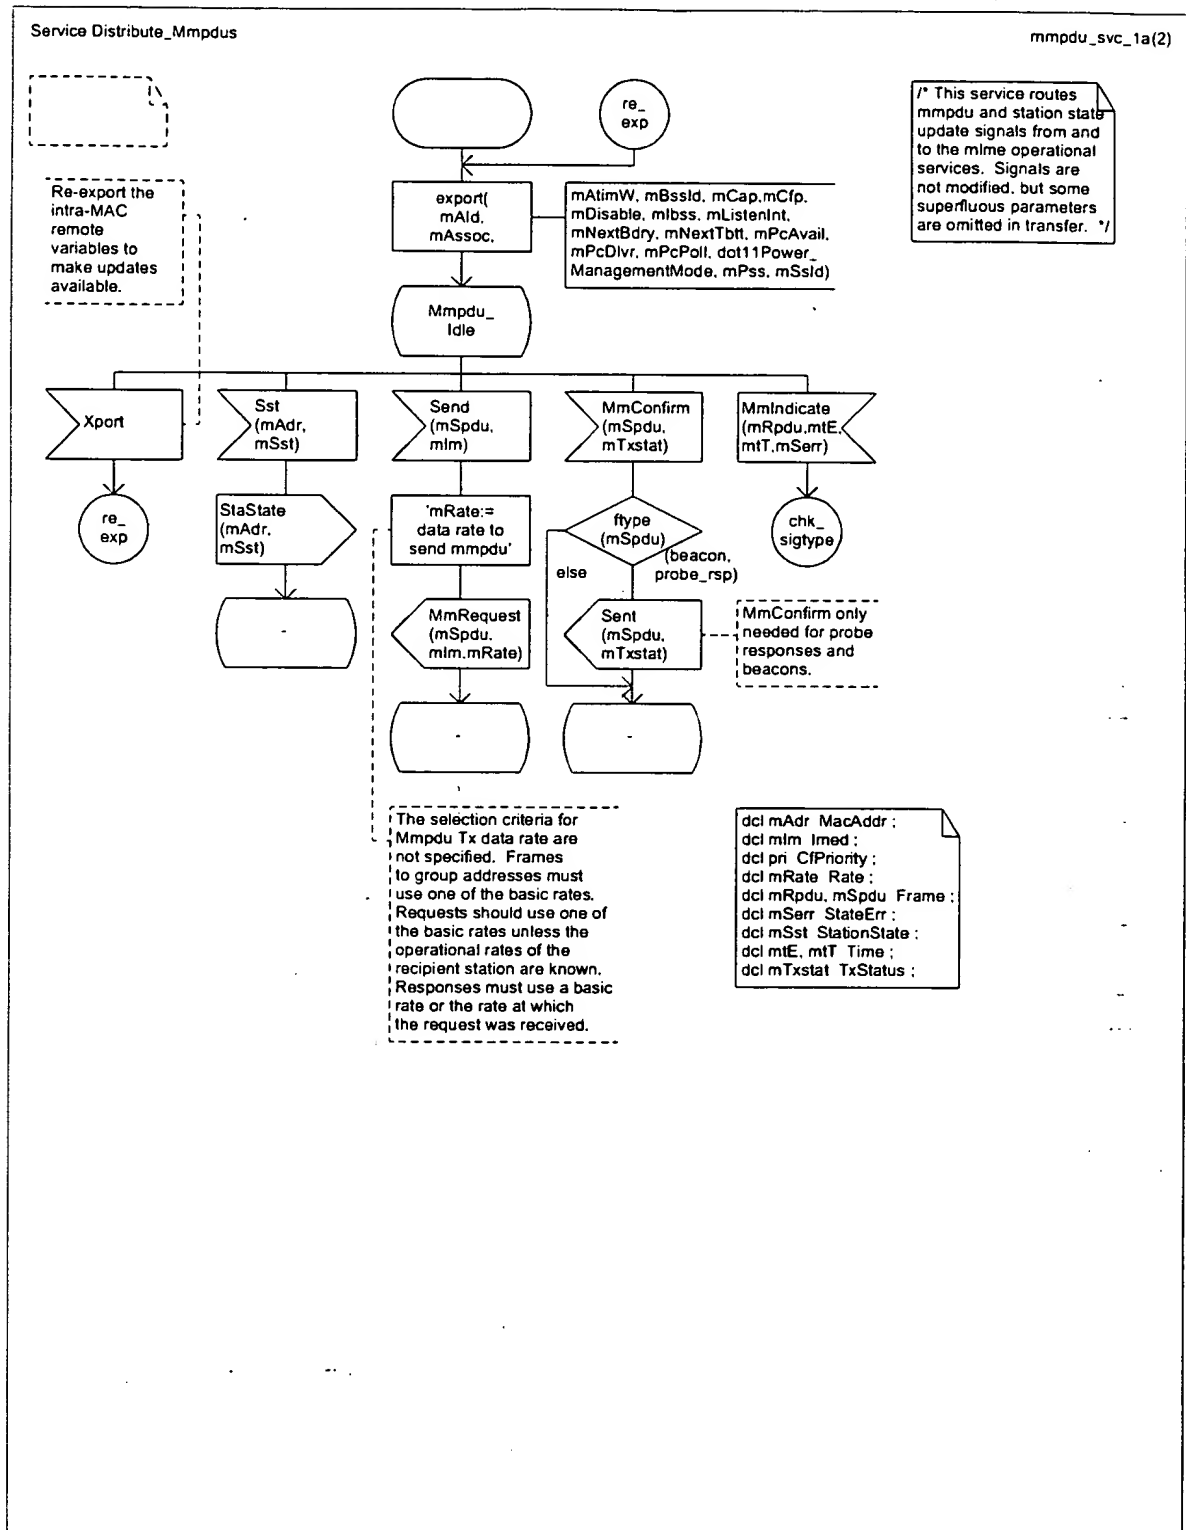 Service Distribute_Mmpdus
mmpdu_svc_1a(2)
re_
exp
/* This service routes
mmpdu and station state
update signals from and
to the mlme operational
services. Signals are
not modified, but some
superfluous parameters
are omitted in transfer. */
Re-export the
intra-MAC
remote
variables to
make updates
available.
export(
mAId,
mAssoc,
mAtimW, mBssId, mCap,mCfp,
mDisable, mIbss, mListenInt,
mNextBdry, mNextTbtt, mPcAvail,
mPcDlvr, mPcPoll, dot11Power_
ManagementMode, mPss, mSsId)
Mmpdu_
Idle
Xport
Sst
(mAdr,
mSst)
Send
(mSpdu,
mIm)
MmConfirm
(mSpdu,
mTxstat)
MmIndicate
(mRpdu,mtE,
mtT,mSerr)
re_
exp
StaState
(mAdr,
mSst)
'mRate:=
data rate to
send mmpdu'
ftype
(mSpdu)
chk_
sigtype
else
(beacon,
probe_rsp)
-
MmRequest
(mSpdu,
mIm,mRate)
Sent
(mSpdu,
mTxstat)
MmConfirm only
needed for probe
responses and
beacons.
-
-
The selection criteria for
Mmpdu Tx data rate are
not specified. Frames
to group addresses must
use one of the basic rates.
Requests should use one of
the basic rates unless the
operational rates of the
recipient station are known.
Responses must use a basic
rate or the rate at which
the request was received.
dcl mAdr MacAddr ;
dcl mIm Imed ;
dcl pri CfPriority ;
dcl mRate Rate ;
dcl mRpdu, mSpdu Frame ;
dcl mSerr StateErr ;
dcl mSst StationState ;
dcl mtE, mtT Time ;
dcl mTxstat TxStatus ;